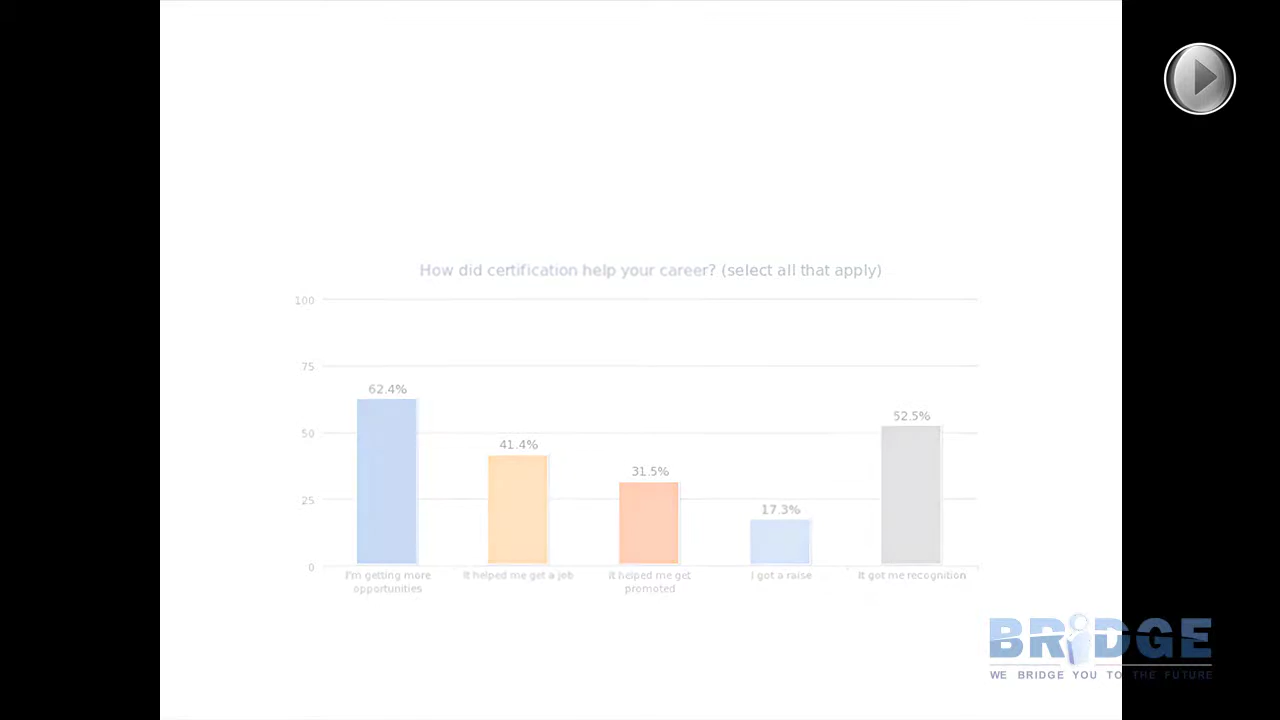 How did certification help your career? (select all that apply)
100
75
50
25
0
62.4%
41.4%
31.5%
17.3%
52.5%
I'm getting more
opportunities
It helped me get a job
It helped me get
promoted
I got a raise
It got me recognition
BRiDGE
WE BRIDGE YOU TO THE FUTURE